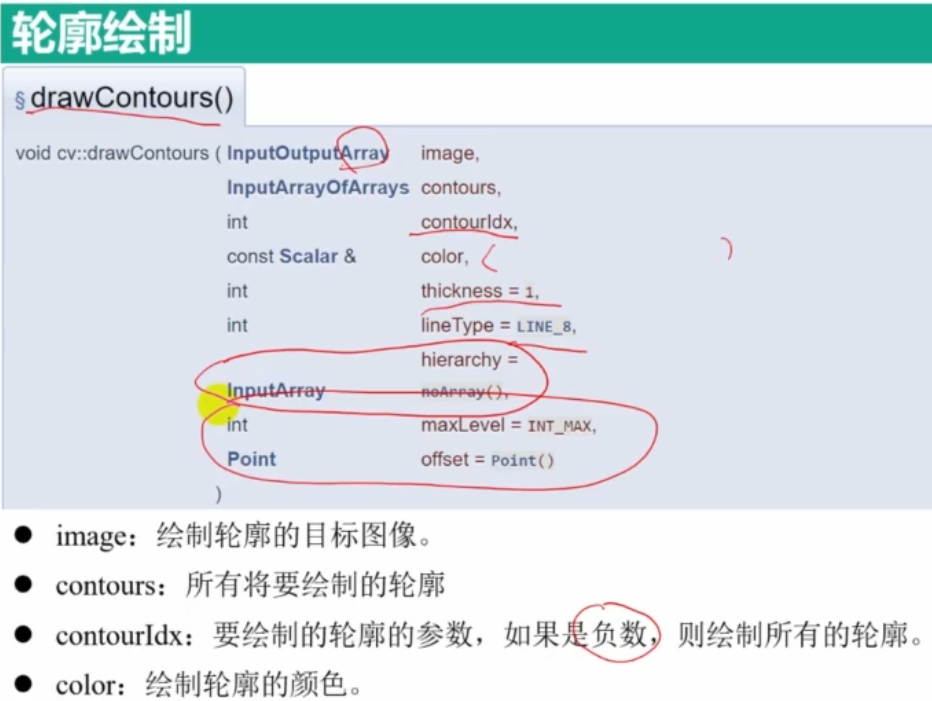 轮廓绘制
§ drawContours()
void cv::drawContours ( InputOutputArray image,
InputArrayOfArrays contours,
int contourIdx,
const Scalar & color,
int thickness = 1,
int lineType = LINE_8,
hierarchy =
InputArray noArray(),
int maxLevel = INT_MAX,
Point offset = Point()
)
● image：绘制轮廓的目标图像。
● contours：所有将要绘制的轮廓
● contourIdx：要绘制的轮廓的参数，如果是负数，则绘制所有的轮廓。
● color：绘制轮廓的颜色。